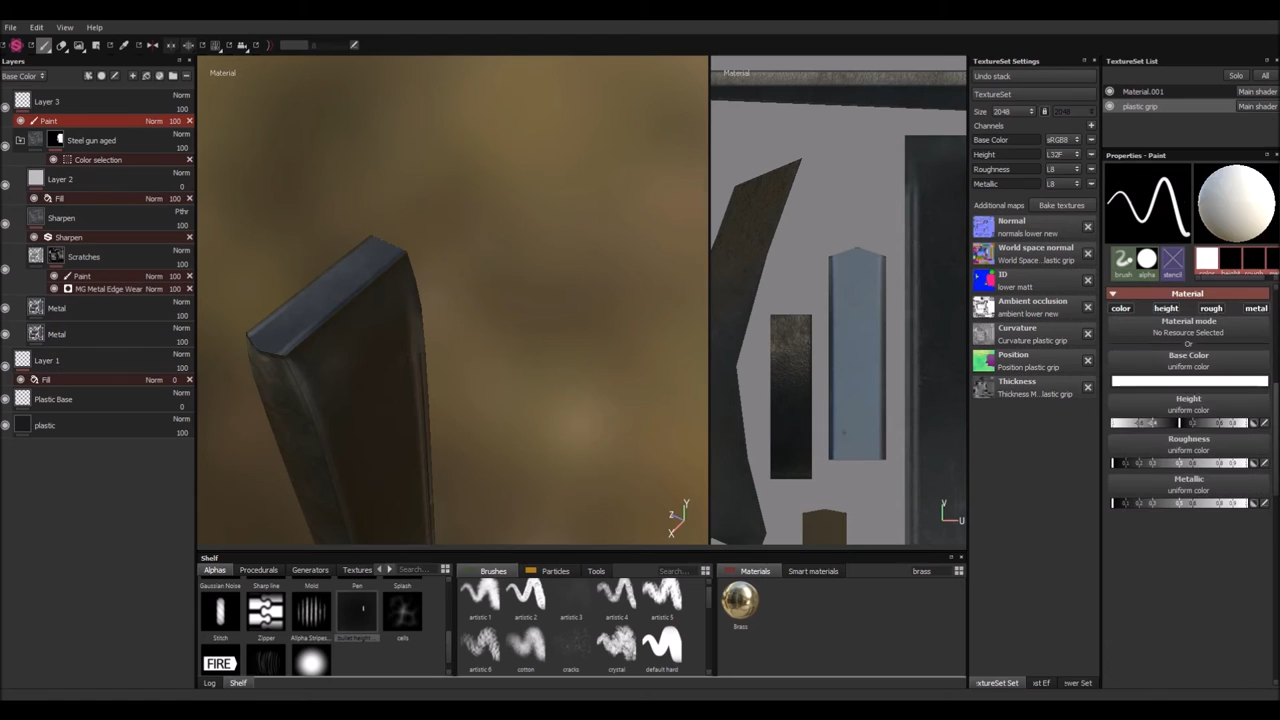 File Edit View Help
Layers
Base Color
Layer 3 Norm 100
Paint Norm 100
Steel gun aged Norm 100
Color selection
Layer 2 Norm 0
Fill Norm 100
Sharpen Pthr 100
Sharpen
Scratches Norm 100
Paint Norm 100
MG Metal Edge Wear Norm 100
Metal Norm 100
Metal Norm 100
Layer 1 Norm 100
Fill Norm 0
Plastic Base Norm 0
plastic Norm 100
Material
Material
Y
Z
X
U
TextureSet Settings
Undo stack
TextureSet
Size 2048 2048
Channels
Base Color sRGB8
Height L32F
Roughness L8
Metallic L8
Additional maps Bake textures
Normal
normals lower new
World space normal
World Space...lastic grip
ID
lower matt
Ambient occlusion
ambient lower new
Curvature
Curvature plastic grip
Position
Position plastic grip
Thickness
Thickness M...lastic grip
TextureSet List
Solo All
Material.001 Main shader
plastic grip Main shader
Properties - Paint
brush alpha stencil
Material
color height rough metal
Material mode
No Resource Selected
Or
Base Color
uniform color
Height
uniform color
Roughness
uniform color
Metallic
uniform color
Shelf
Alphas Procedurals Generators Textures Search...
Gaussian Noise Sharp line Mold Pen Splash
Stitch Zipper Allpha Stripes... bullet height... cells
FIRE
Brushes Particles Tools Search...
artistic 1 artistic 2 artistic 3 artistic 4 artistic 5
artistic 6 cotton cracks crystal default hard
Materials Smart materials brass
Brass
Log Shelf